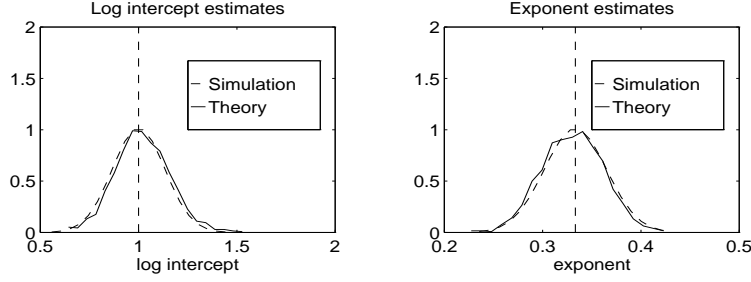 Log intercept estimates
2
1.5
1
0.5
0
0.5
1
1.5
2
log intercept
Simulation
Theory
Exponent estimates
2
1.5
1
0.5
0
0.2
0.3
0.4
0.5
exponent
Simulation
Theory